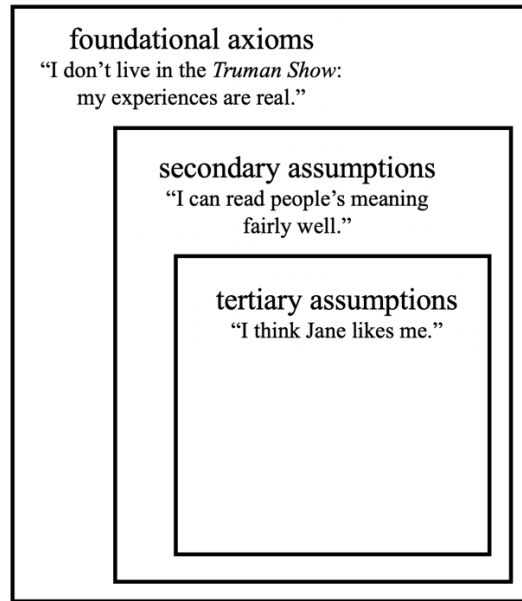 foundational axioms
“I don’t live in the Truman Show:
my experiences are real.”
secondary assumptions
“I can read people’s meaning
fairly well.”
tertiary assumptions
“I think Jane likes me.”